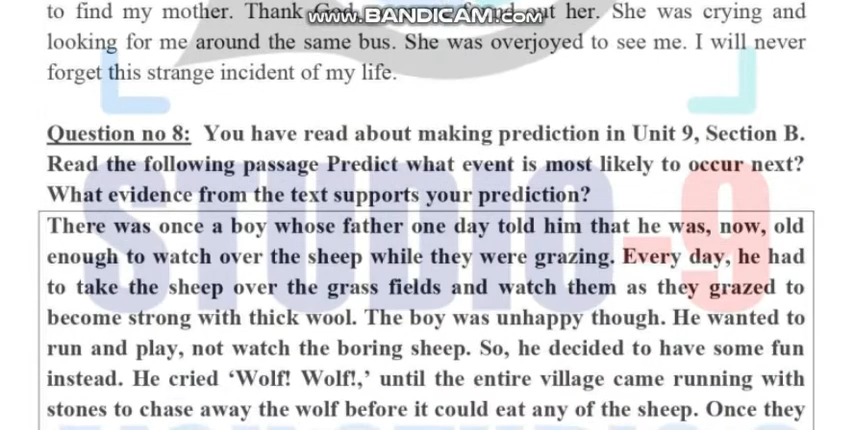 to find my mother. Thank God, out her. She was crying and
www.BANDICAM.com
looking for me around the same bus. She was overjoyed to see me. I will never
forget this strange incident of my life.
Question no 8: You have read about making prediction in Unit 9, Section B.
Read the following passage Predict what event is most likely to occur next?
What evidence from the text supports your prediction?
STUDIO-9
There was once a boy whose father one day told him that he was, now, old
enough to watch over the sheep while they were grazing. Every day, he had
to take the sheep over the grass fields and watch them as they grazed to
become strong with thick wool. The boy was unhappy though. He wanted to
run and play, not watch the boring sheep. So, he decided to have some fun
instead. He cried ‘Wolf! Wolf!,’ until the entire village came running with
stones to chase away the wolf before it could eat any of the sheep. Once they